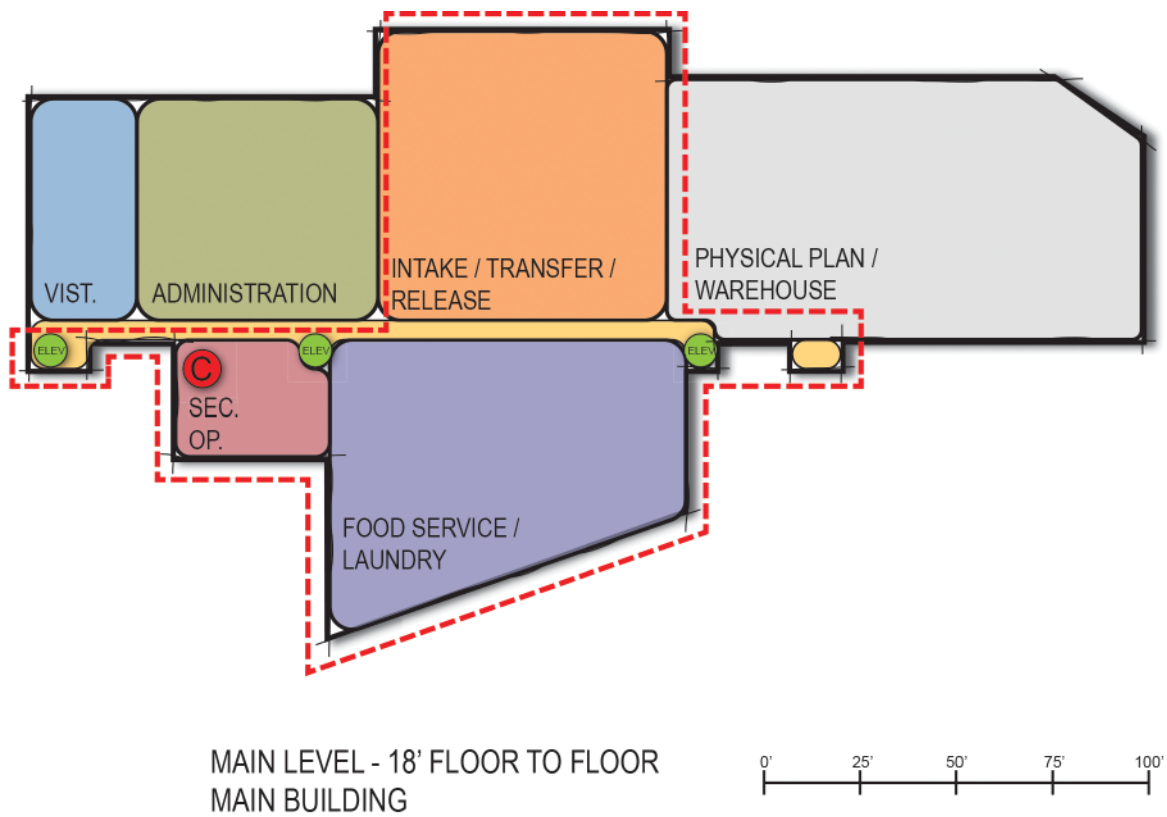 VIST.
ADMINISTRATION
INTAKE / TRANSFER /
RELEASE
PHYSICAL PLAN /
WAREHOUSE
ELEV
ELEV
ELEV
C
SEC.
OP.
FOOD SERVICE /
LAUNDRY
MAIN LEVEL - 18' FLOOR TO FLOOR
MAIN BUILDING
0' 25' 50' 75' 100'